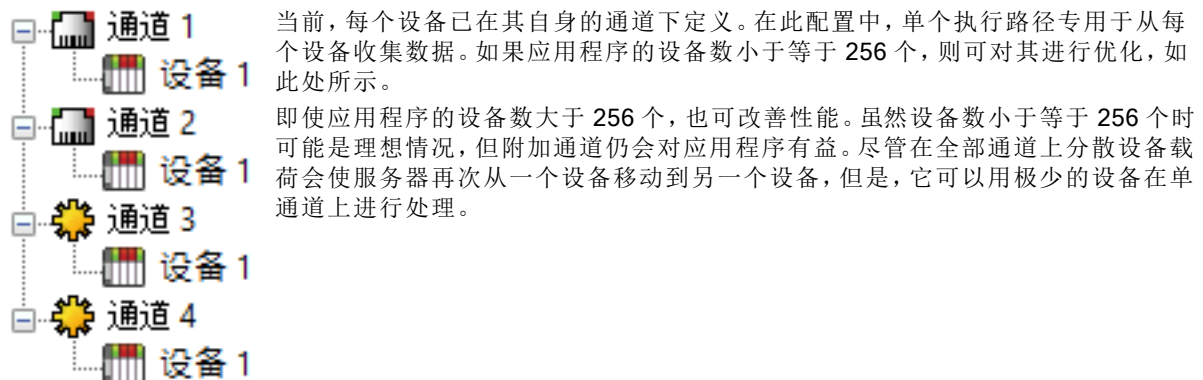 通道 1
设备 1
通道 2
设备 1
通道 3
设备 1
通道 4
设备 1
当前，每个设备已在其自身的通道下定义。在此配置中，单个执行路径专用于从每
个设备收集数据。如果应用程序的设备数小于等于 256 个，则可对其进行优化，如
此处所示。
即使应用程序的设备数大于 256 个，也可改善性能。虽然设备数小于等于 256 个时
可能是理想情况，但附加通道仍会对应用程序有益。尽管在全部通道上分散设备载
荷会使服务器再次从一个设备移动到另一个设备，但是，它可以用极少的设备在单
通道上进行处理。